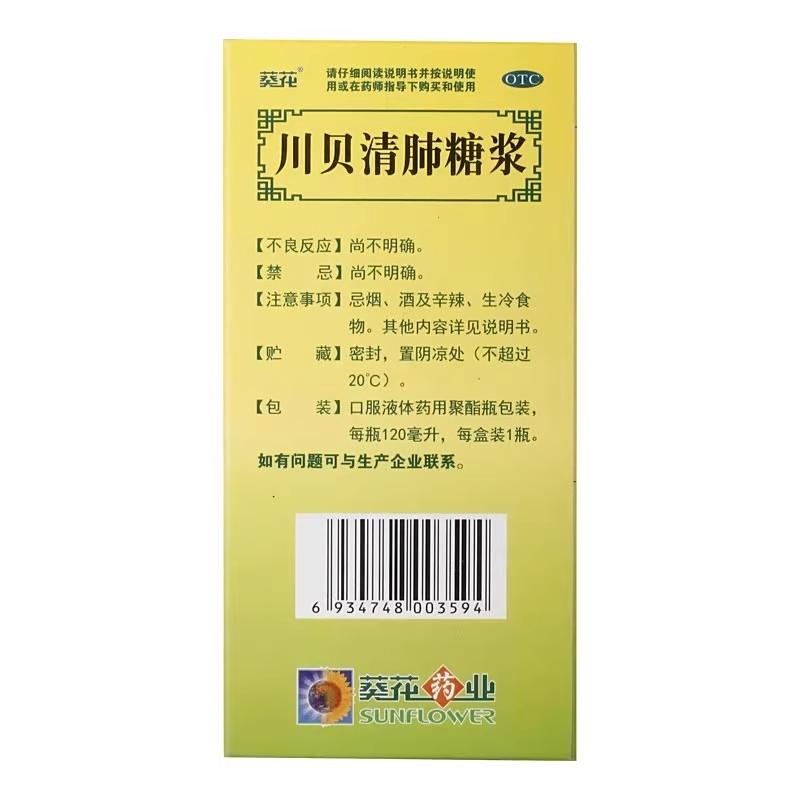 葵花®
请仔细阅读说明书并按说明使
用或在药师指导下购买和使用
OTC
川贝清肺糖浆
【不良反应】尚不明确。
【禁 忌】尚不明确。
【注意事项】忌烟、酒及辛辣、生冷食
物。其他内容详见说明书。
【贮 藏】密封，置阴凉处（不超过
20℃）。
【包 装】口服液体药用聚酯瓶包装，
每瓶120毫升，每盒装1瓶。
如有问题可与生产企业联系。
6 934748 003594
葵花药业
SUNFLOWER